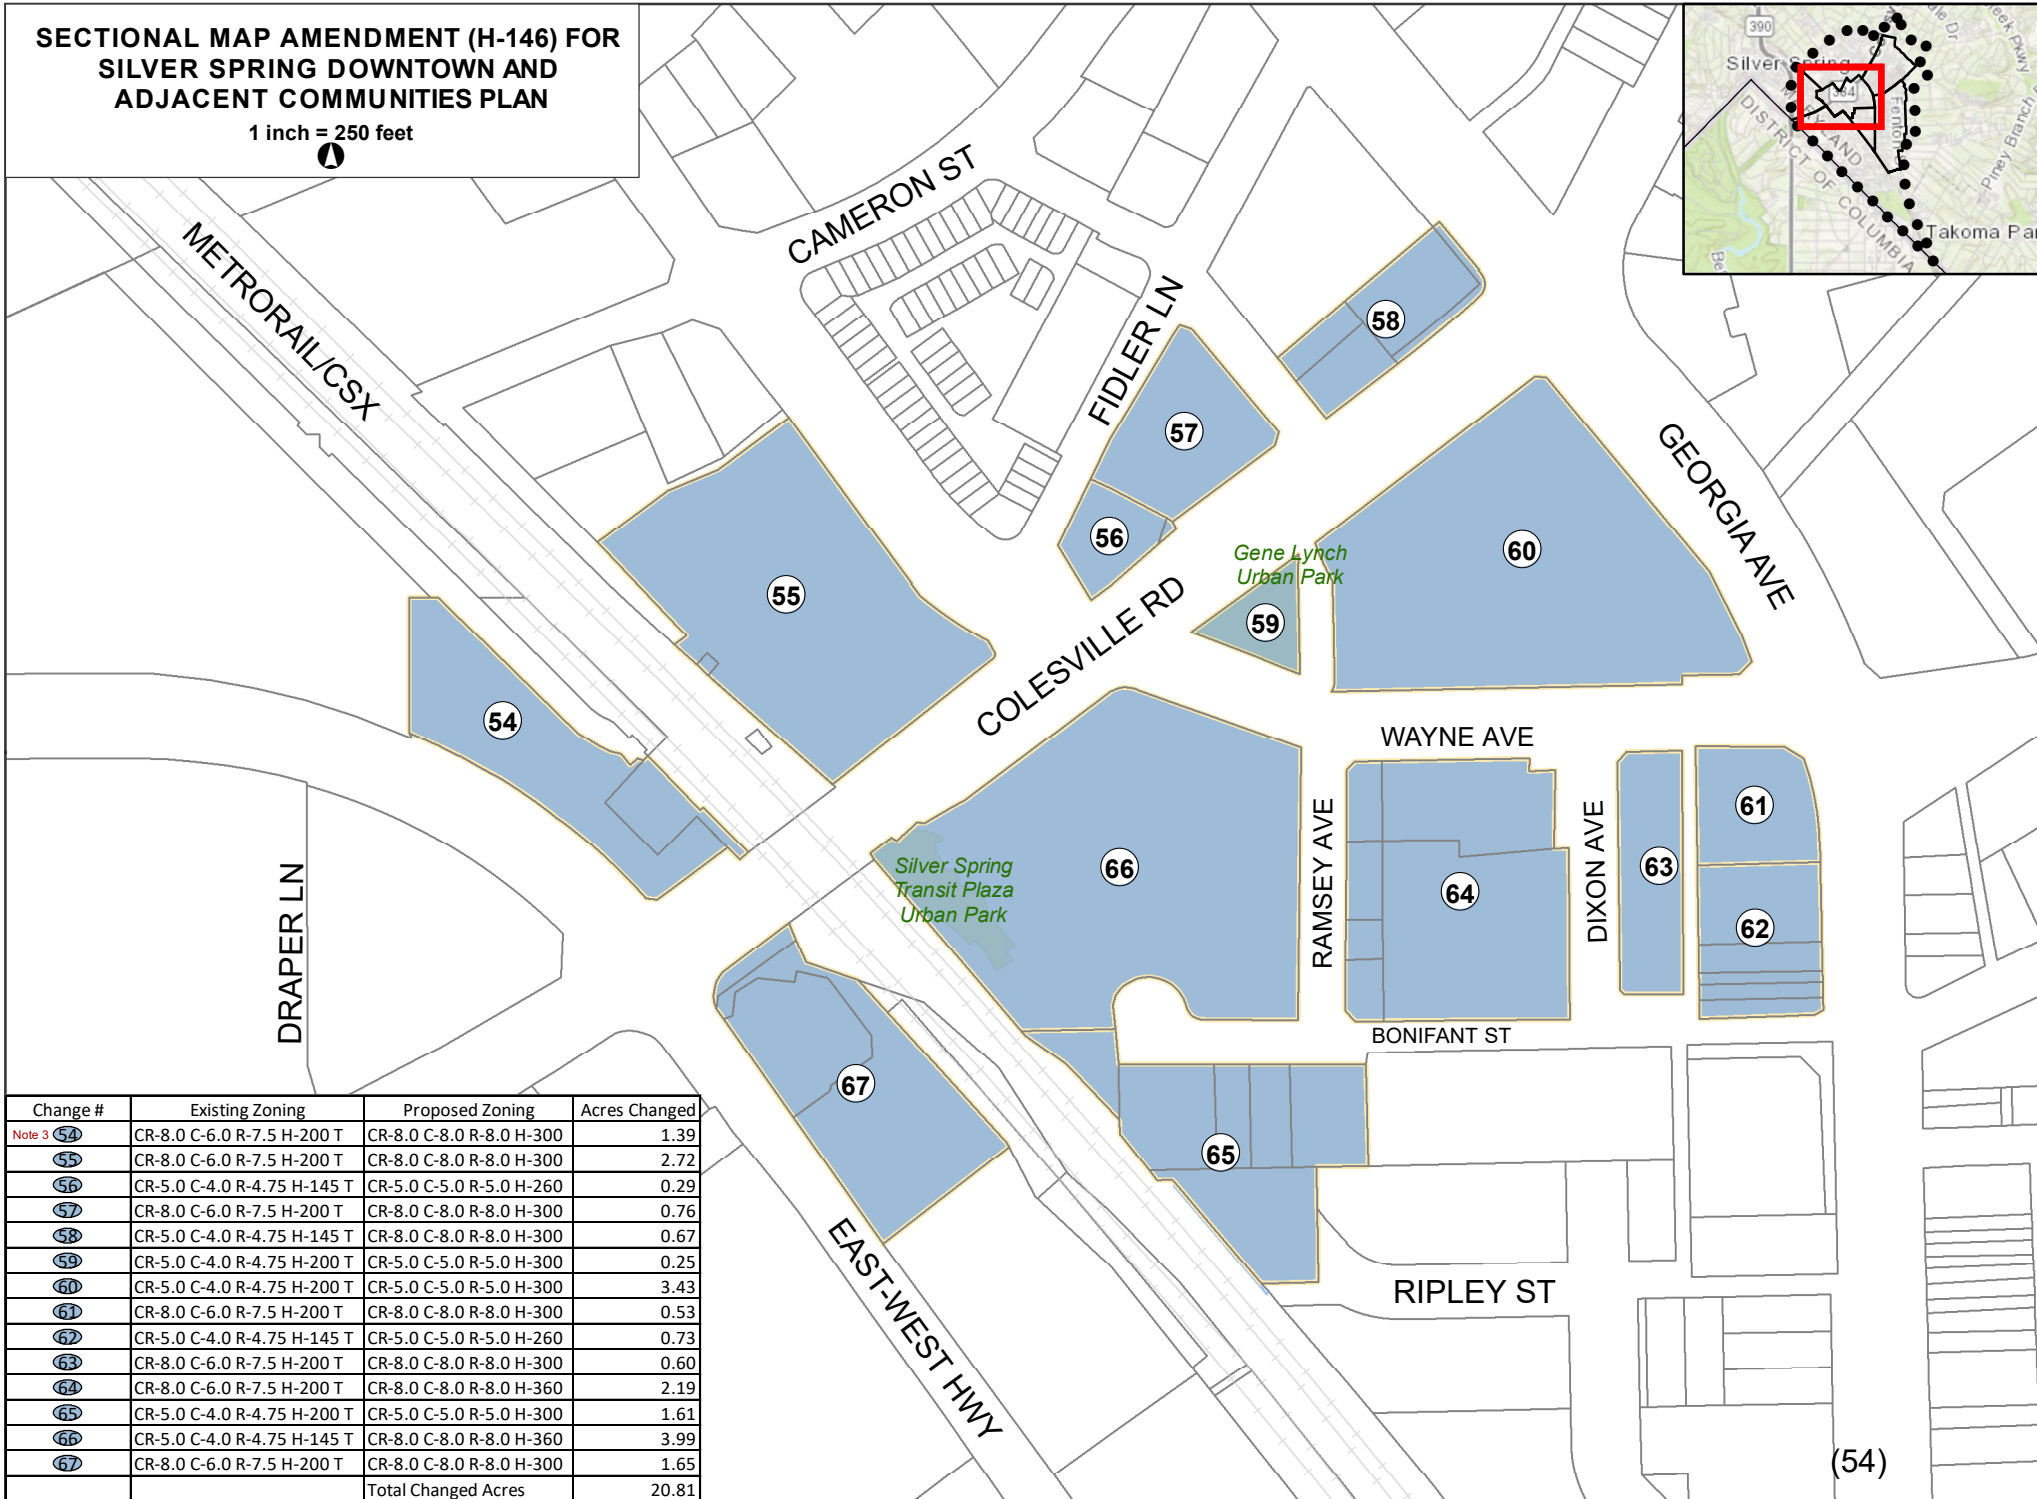 SECTIONAL MAP AMENDMENT (H-146) FOR
SILVER SPRING DOWNTOWN AND
ADJACENT COMMUNITIES PLAN
1 inch = 250 feet
390
Silver Spring
384
Fenton
MARYLAND
DISTRICT OF COLUMBIA
Piney Branch
Takoma Par
CAMERON ST
METRORAIL/CSX
FIDLER LN
58
57
GEORGIA AVE
56
60
Gene Lynch
Urban Park
55
59
COLESVILLE RD
54
WAYNE AVE
61
RAMSEY AVE
DIXON AVE
63
66
Silver Spring
Transit Plaza
Urban Park
64
62
DRAPER LN
BONIFANT ST
67
65
EAST-WEST HWY
RIPLEY ST
Change # Existing Zoning Proposed Zoning Acres Changed
Note 3 54 CR-8.0 C-6.0 R-7.5 H-200 T CR-8.0 C-8.0 R-8.0 H-300 1.39
55 CR-8.0 C-6.0 R-7.5 H-200 T CR-8.0 C-8.0 R-8.0 H-300 2.72
56 CR-5.0 C-4.0 R-4.75 H-145 T CR-5.0 C-5.0 R-5.0 H-260 0.29
57 CR-8.0 C-6.0 R-7.5 H-200 T CR-8.0 C-8.0 R-8.0 H-300 0.76
58 CR-5.0 C-4.0 R-4.75 H-145 T CR-8.0 C-8.0 R-8.0 H-300 0.67
59 CR-5.0 C-4.0 R-4.75 H-200 T CR-5.0 C-5.0 R-5.0 H-300 0.25
60 CR-5.0 C-4.0 R-4.75 H-200 T CR-5.0 C-5.0 R-5.0 H-300 3.43
61 CR-8.0 C-6.0 R-7.5 H-200 T CR-8.0 C-8.0 R-8.0 H-300 0.53
62 CR-5.0 C-4.0 R-4.75 H-145 T CR-5.0 C-5.0 R-5.0 H-260 0.73
63 CR-8.0 C-6.0 R-7.5 H-200 T CR-8.0 C-8.0 R-8.0 H-300 0.60
64 CR-8.0 C-6.0 R-7.5 H-200 T CR-8.0 C-8.0 R-8.0 H-360 2.19
65 CR-5.0 C-4.0 R-4.75 H-200 T CR-5.0 C-5.0 R-5.0 H-300 1.61
66 CR-5.0 C-4.0 R-4.75 H-145 T CR-8.0 C-8.0 R-8.0 H-360 3.99
67 CR-8.0 C-6.0 R-7.5 H-200 T CR-8.0 C-8.0 R-8.0 H-300 1.65
Total Changed Acres 20.81
(54)